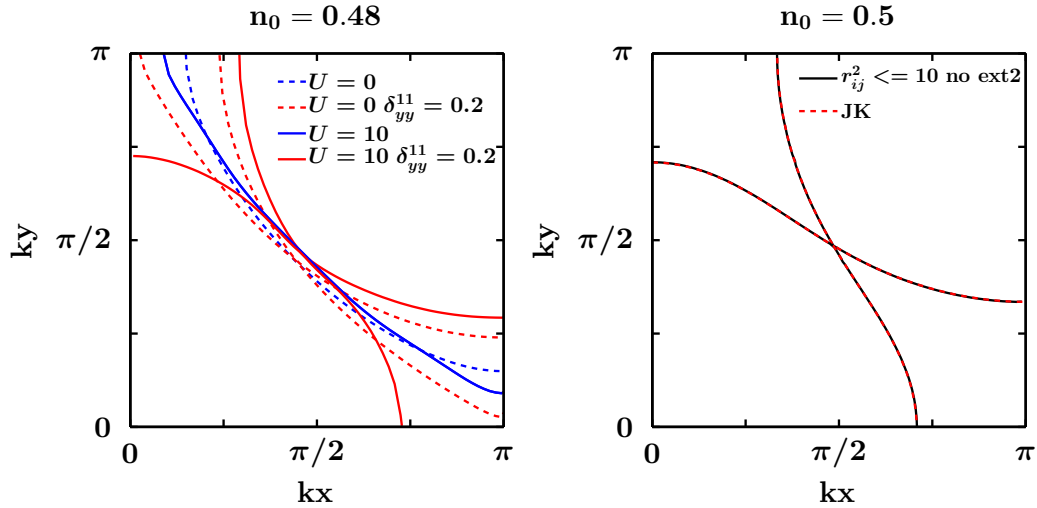 n₀ = 0.48
π
π/2
0
ky
U = 0
U = 0 δ¹¹yy = 0.2
U = 10
U = 10 δ¹¹yy = 0.2
0
π/2
π
kx
n₀ = 0.5
π
π/2
0
ky
r²ij <= 10 no ext2
JK
0
π/2
π
kx